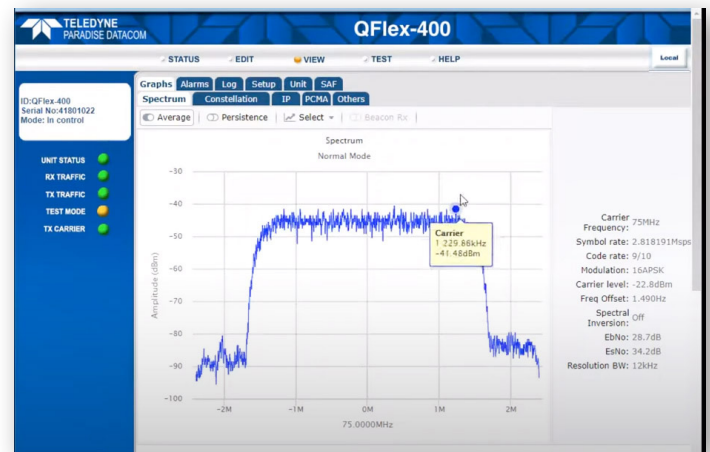 TELEDYNE
PARADISE DATACOM
QFlex-400
STATUS EDIT VIEW TEST HELP
Local
ID:QFlex-400
Serial No:41801022
Mode: In control
UNIT STATUS
RX TRAFFIC
TX TRAFFIC
TEST MODE
TX CARRIER
Graphs Alarms Log Setup Unit SAF
Spectrum Constellation IP PCMA Others
Average Persistence Select Beacon Rx
Spectrum
Normal Mode
Amplitude (dBm)
-30
-40
-50
-60
-70
-80
-90
-100
-2M -1M 0M 1M 2M
75.0000MHz
Carrier
1 229.86kHz
-41.48dBm
Carrier Frequency: 75MHz
Symbol rate: 2.818191Msps
Code rate: 9/10
Modulation: 16APSK
Carrier level: -22.8dBm
Freq Offset: 1.490Hz
Spectral Inversion: Off
EbNo: 28.7dB
EsNo: 34.2dB
Resolution BW: 12kHz